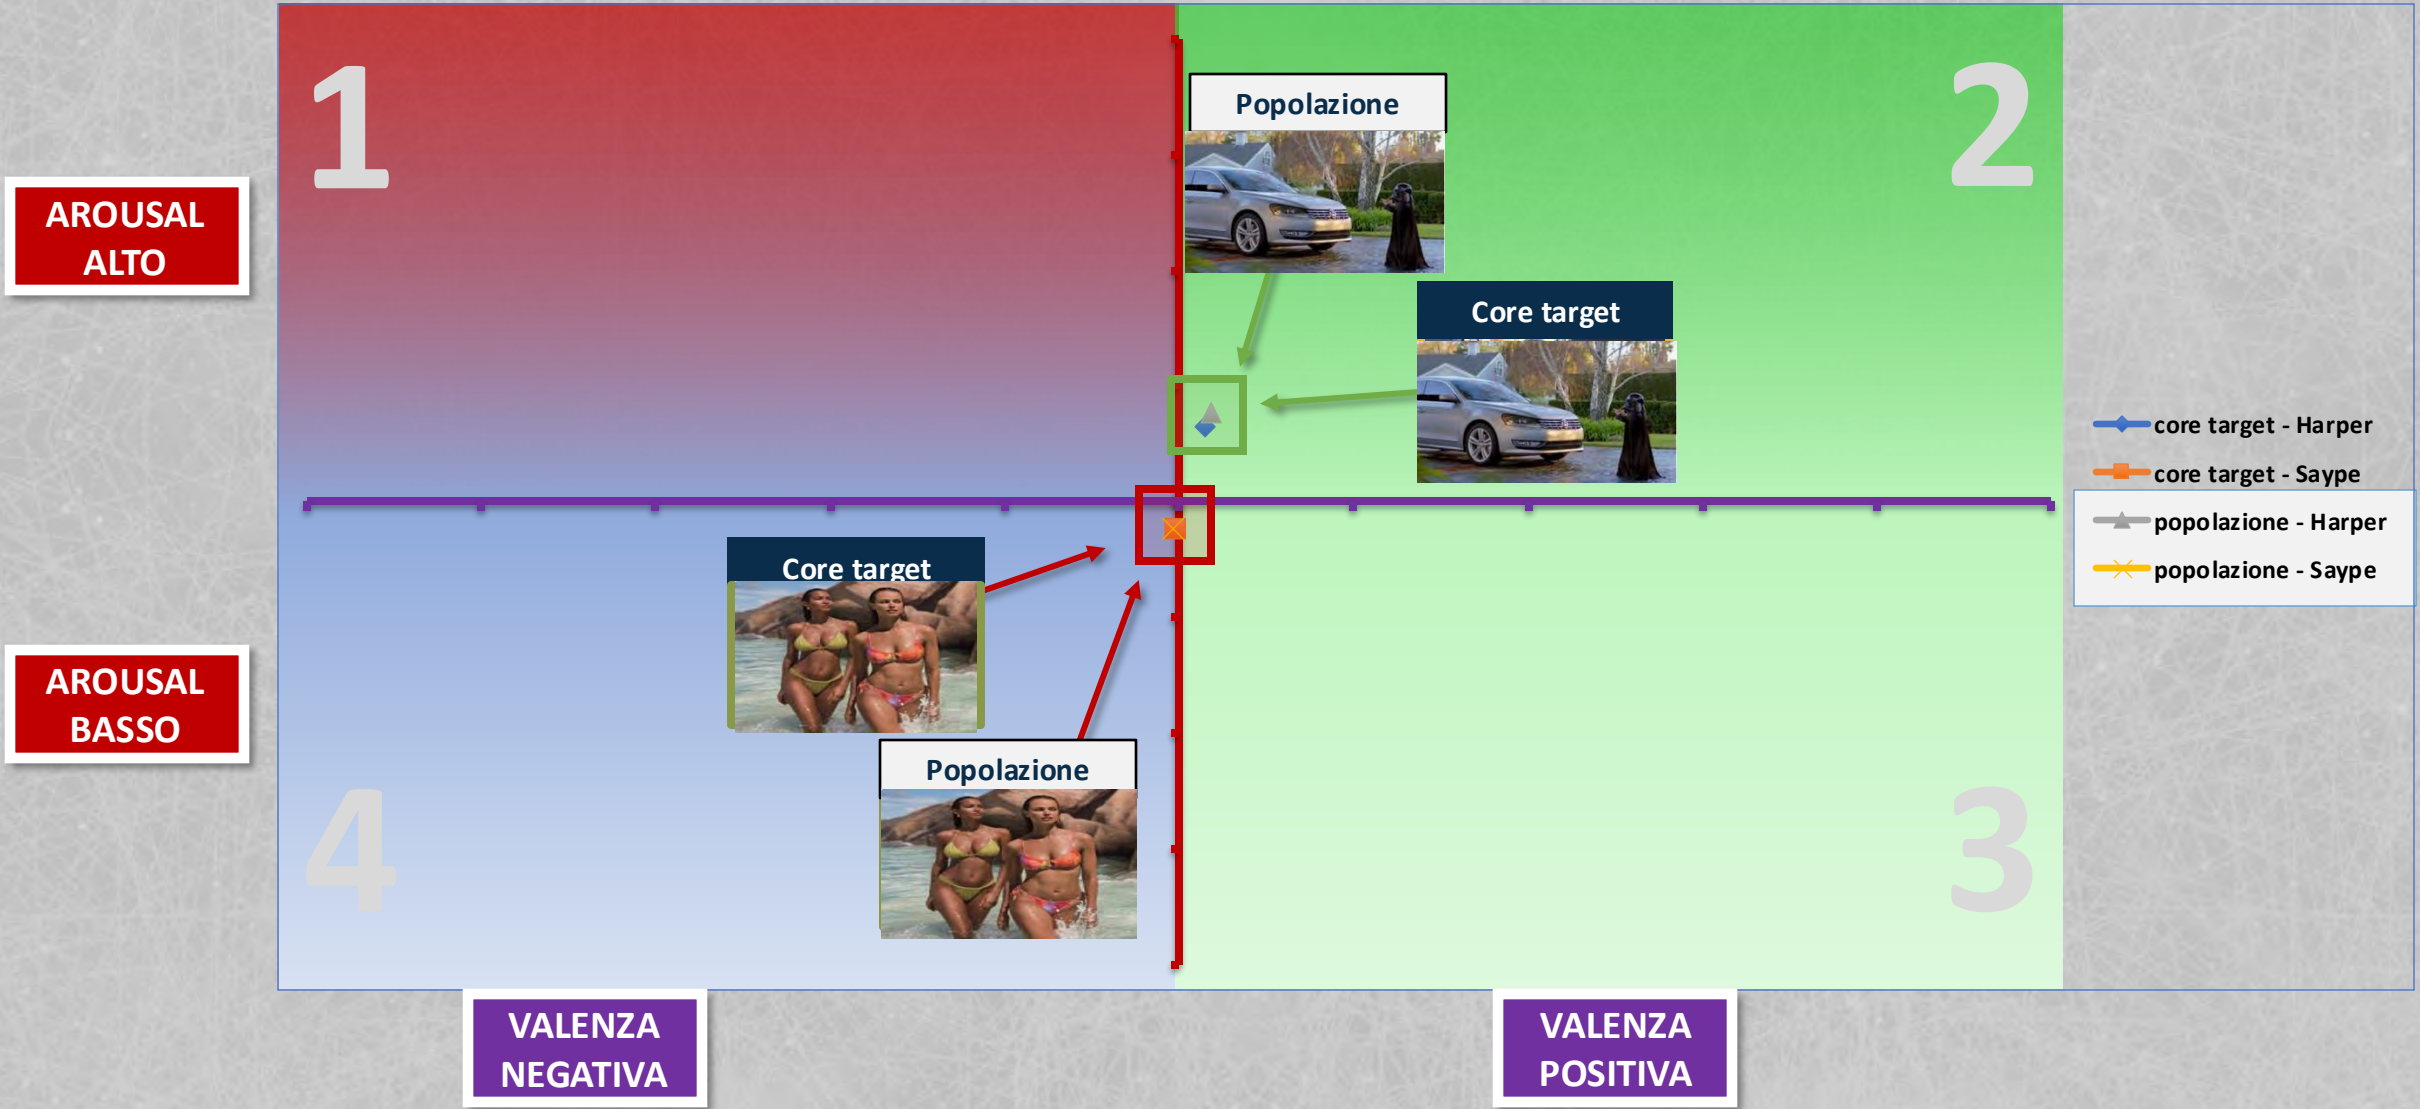 1
2
Popolazione
AROUSAL
ALTO
Core target
core target - Harper
core target - Saype
popolazione - Harper
popolazione - Saype
Core target
AROUSAL
BASSO
Popolazione
4
3
VALENZA
NEGATIVA
VALENZA
POSITIVA